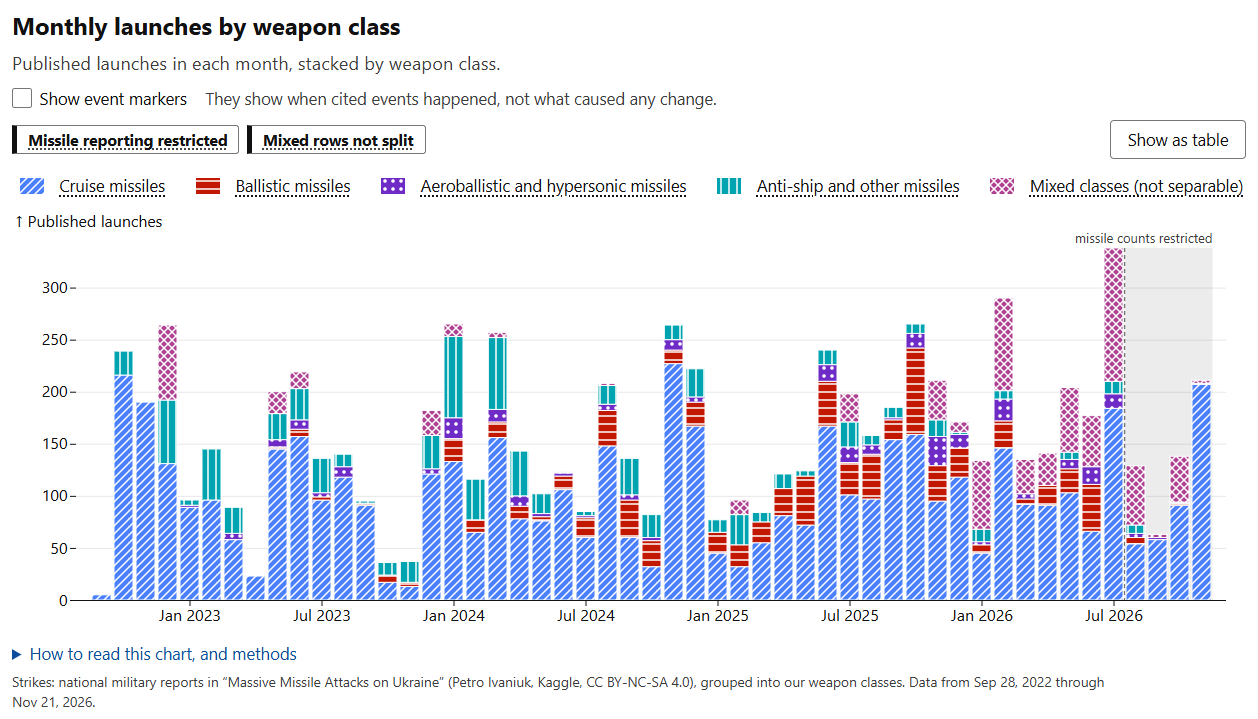 Monthly launches by weapon class
Published launches in each month, stacked by weapon class.
Show event markers They show when cited events happened, not what caused any change.
Missile reporting restricted Mixed rows not split Show as table
Cruise missiles Ballistic missiles Aeroballistic and hypersonic missiles Anti-ship and other missiles Mixed classes (not separable)
↑ Published launches
missile counts restricted
300
250
200
150
100
50
0
Jan 2023 Jul 2023 Jan 2024 Jul 2024 Jan 2025 Jul 2025 Jan 2026 Jul 2026
▶ How to read this chart, and methods
Strikes: national military reports in “Massive Missile Attacks on Ukraine” (Petro Ivaniuk, Kaggle, CC BY-NC-SA 4.0), grouped into our weapon classes. Data from Sep 28, 2022 through
Nov 21, 2026.